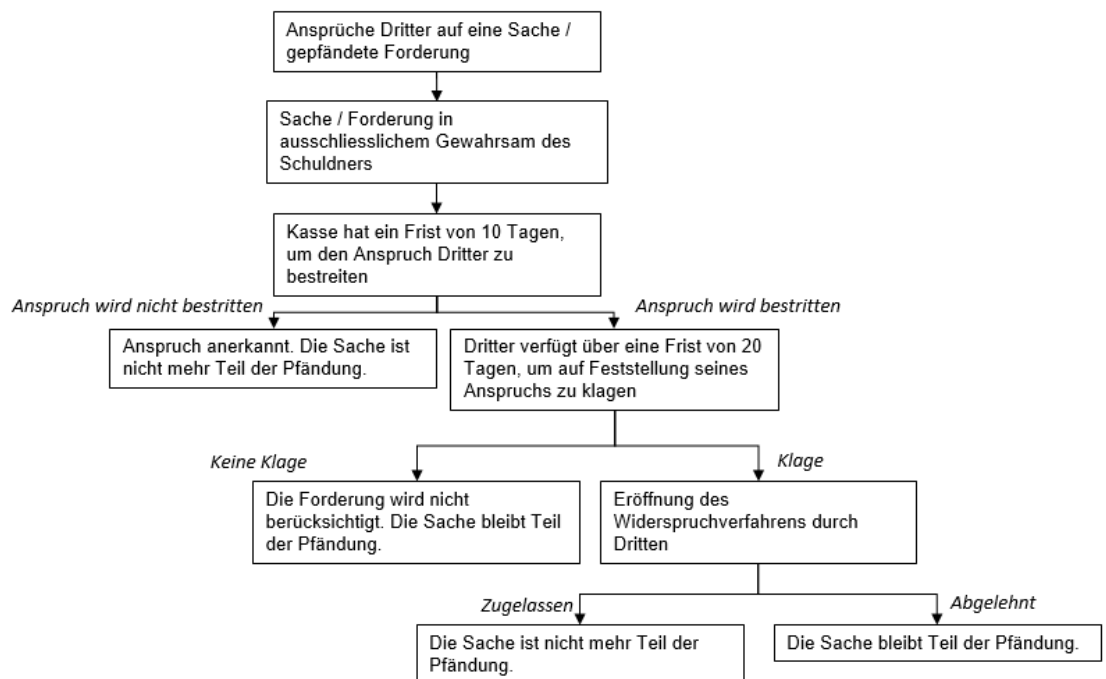 Ansprüche Dritter auf eine Sache /
gepfändete Forderung
Sache / Forderung in
ausschliesslichem Gewahrsam des
Schuldners
Kasse hat ein Frist von 10 Tagen,
um den Anspruch Dritter zu
bestreiten
Anspruch wird nicht bestritten
Anspruch wird bestritten
Anspruch anerkannt. Die Sache ist
nicht mehr Teil der Pfändung.
Dritter verfügt über eine Frist von 20
Tagen, um auf Feststellung seines
Anspruchs zu klagen
Keine Klage
Klage
Die Forderung wird nicht
berücksichtigt. Die Sache bleibt Teil
der Pfändung.
Eröffnung des
Widerspruchverfahrens durch
Dritten
Zugelassen
Abgelehnt
Die Sache ist nicht mehr Teil der
Pfändung.
Die Sache bleibt Teil der Pfändung.